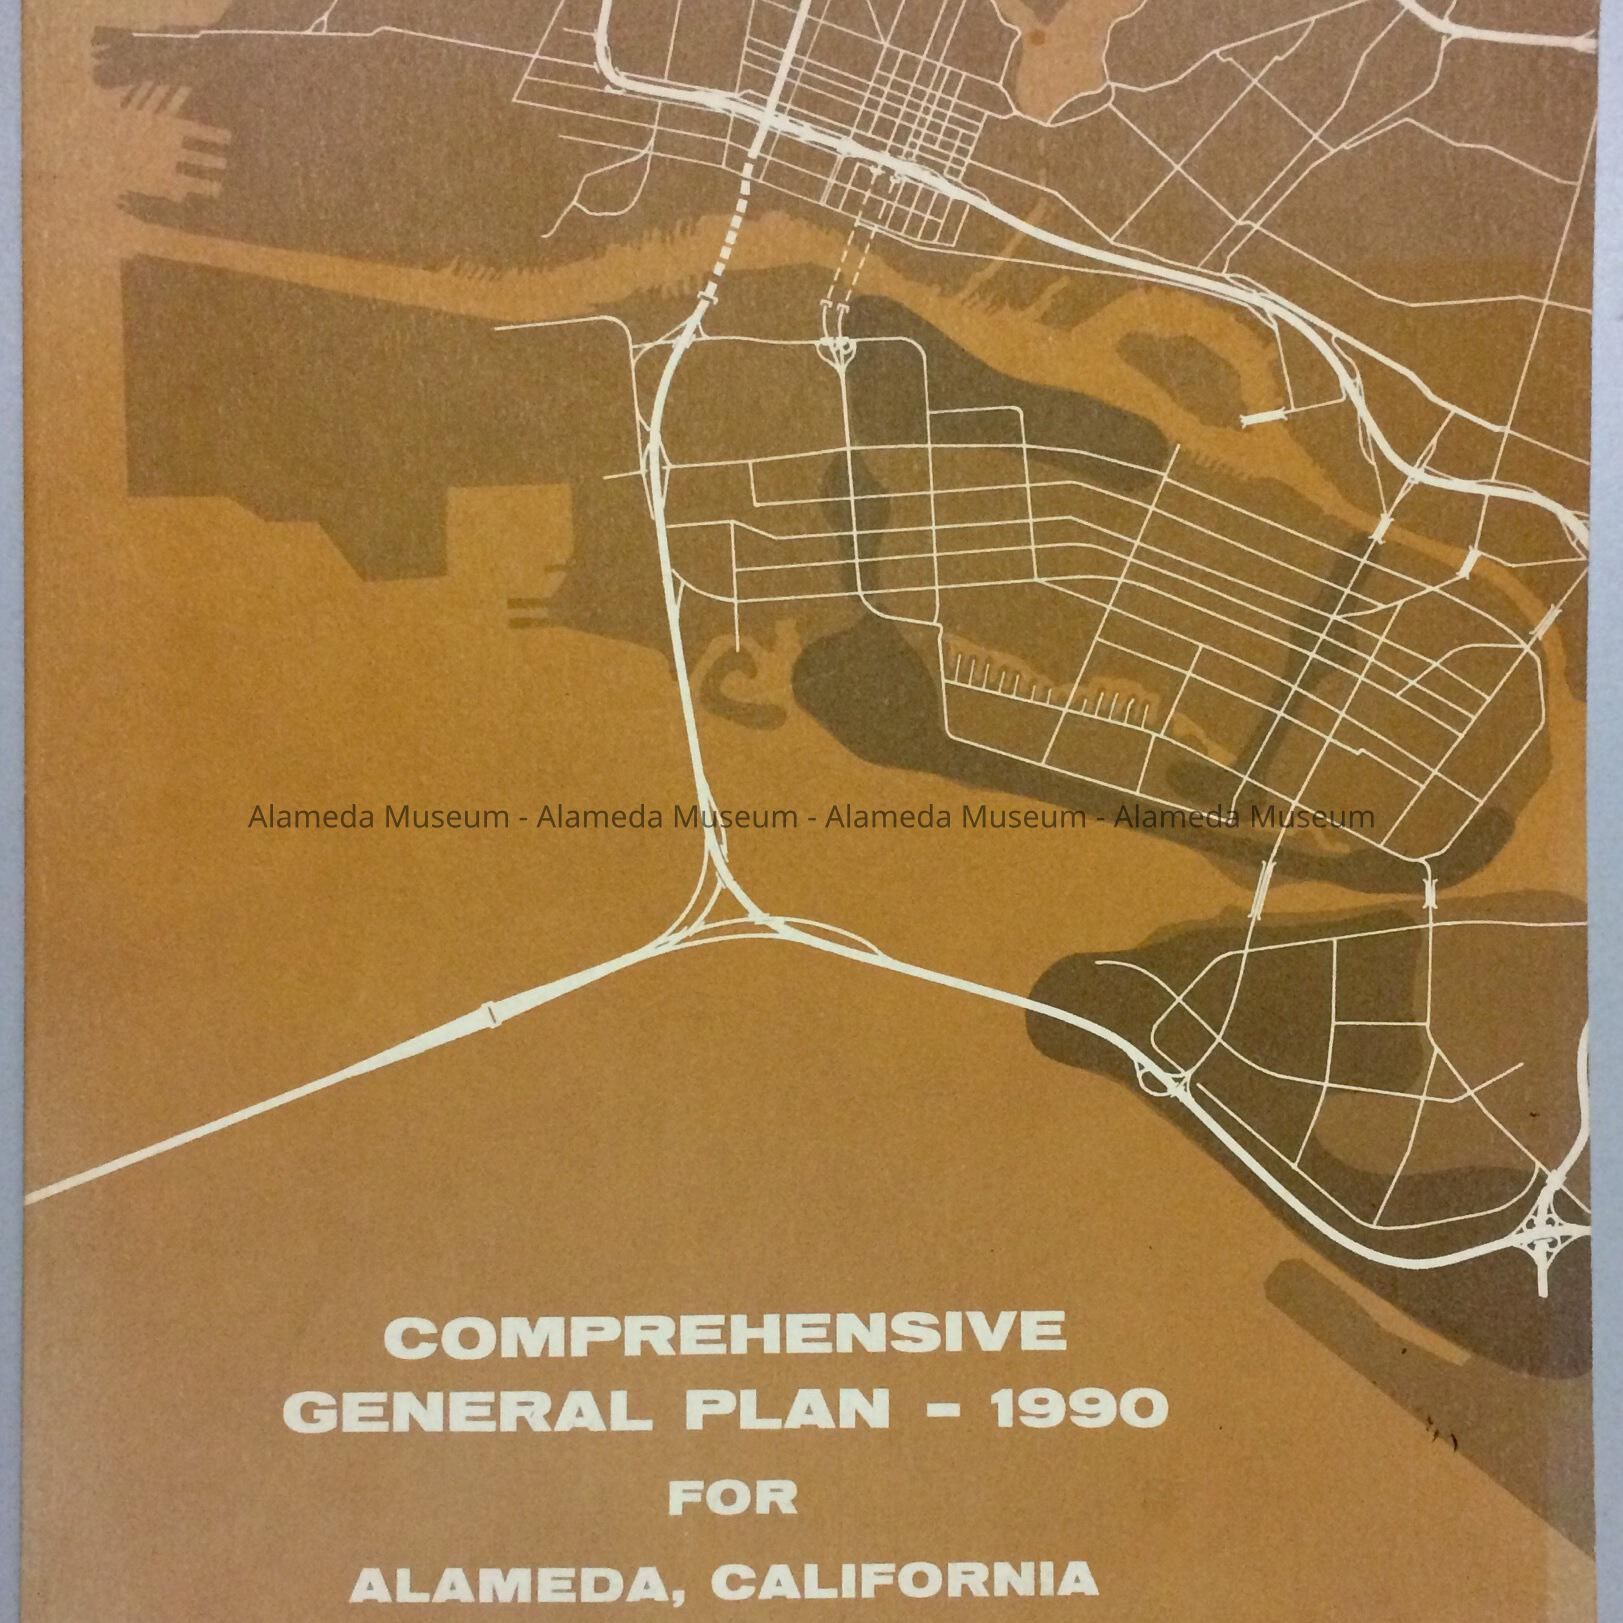 Alameda Museum - Alameda Museum - Alameda Museum - Alameda Museum
COMPREHENSIVE
GENERAL PLAN - 1990
FOR
ALAMEDA, CALIFORNIA